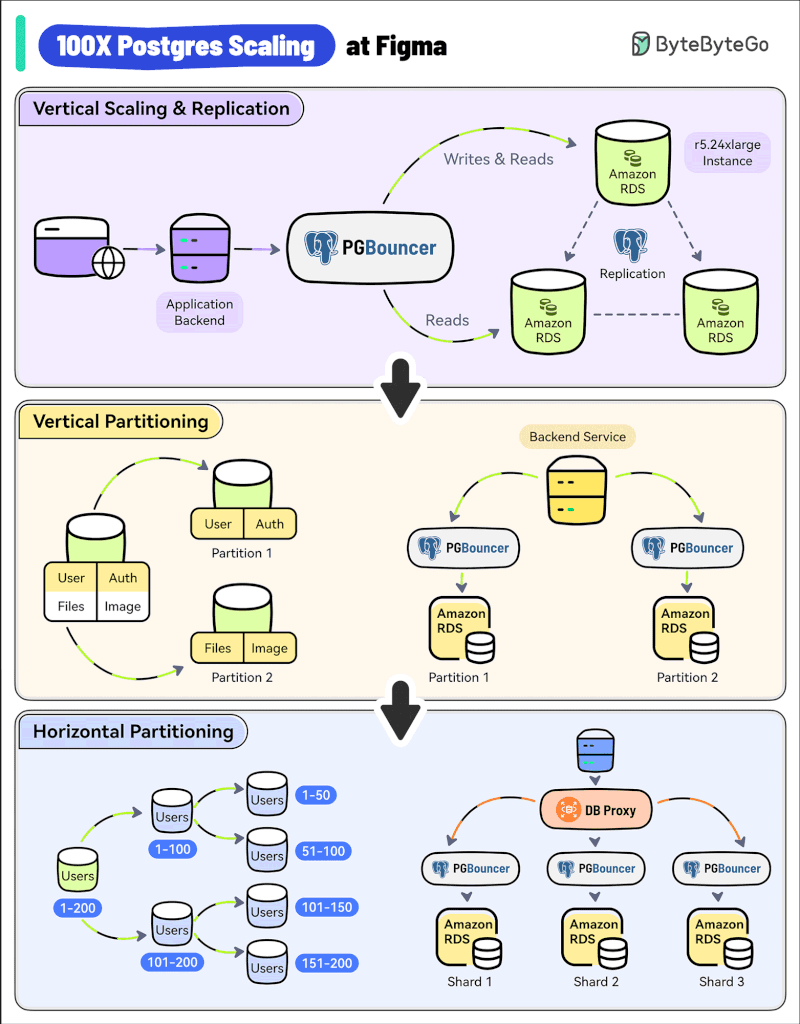 100X Postgres Scaling at Figma
ByteByteGo
Vertical Scaling & Replication
Writes & Reads
Amazon
RDS
r5.24xlarge
Instance
PGBouncer
Application
Backend
Replication
Reads
Amazon
RDS
Amazon
RDS
Vertical Partitioning
User Auth
Partition 1
User Auth
Files Image
Files Image
Partition 2
Backend Service
PGBouncer
PGBouncer
Amazon
RDS
Amazon
RDS
Partition 1
Partition 2
Horizontal Partitioning
Users
1-200
Users
1-100
Users
101-200
Users
1-50
Users
51-100
Users
101-150
Users
151-200
DB Proxy
PGBouncer
PGBouncer
PGBouncer
Amazon
RDS
Amazon
RDS
Amazon
RDS
Shard 1
Shard 2
Shard 3